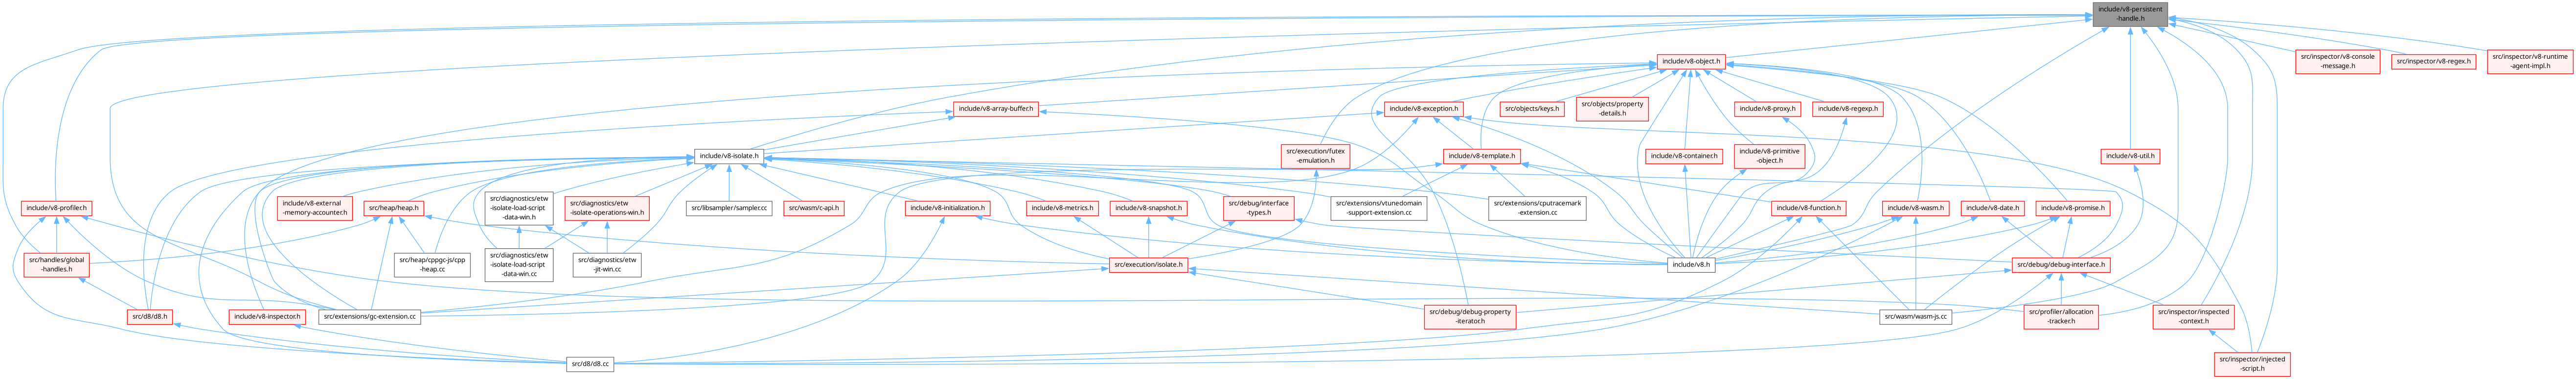 include/v8-persistent
-handle.h
src/inspector/v8-console
-message.h
src/inspector/v8-regex.h
src/inspector/v8-runtime
-agent-impl.h
include/v8-object.h
include/v8-array-buffer.h
include/v8-exception.h
src/objects/keys.h
src/objects/property
-details.h
include/v8-proxy.h
include/v8-regexp.h
include/v8-isolate.h
src/execution/futex
-emulation.h
include/v8-template.h
include/v8-container.h
include/v8-primitive
-object.h
include/v8-util.h
include/v8-profiler.h
include/v8-external
-memory-accounter.h
src/heap/heap.h
src/diagnostics/etw
-isolate-load-script
-data-win.h
src/diagnostics/etw
-isolate-operations-win.h
src/libsampler/sampler.cc
src/wasm/c-api.h
include/v8-initialization.h
include/v8-metrics.h
include/v8-snapshot.h
src/debug/interface
-types.h
src/extensions/vtunedomain
-support-extension.cc
src/extensions/cputracemark
-extension.cc
include/v8-function.h
include/v8-wasm.h
include/v8-date.h
include/v8-promise.h
src/handles/global
-handles.h
src/heap/cppgc-js/cpp
-heap.cc
src/diagnostics/etw
-isolate-load-script
-data-win.cc
src/diagnostics/etw
-jit-win.cc
src/execution/isolate.h
include/v8.h
src/debug/debug-interface.h
src/d8/d8.h
include/v8-inspector.h
src/extensions/gc-extension.cc
src/debug/debug-property
-iterator.h
src/wasm/wasm-js.cc
src/profiler/allocation
-tracker.h
src/inspector/inspected
-context.h
src/d8/d8.cc
src/inspector/injected
-script.h